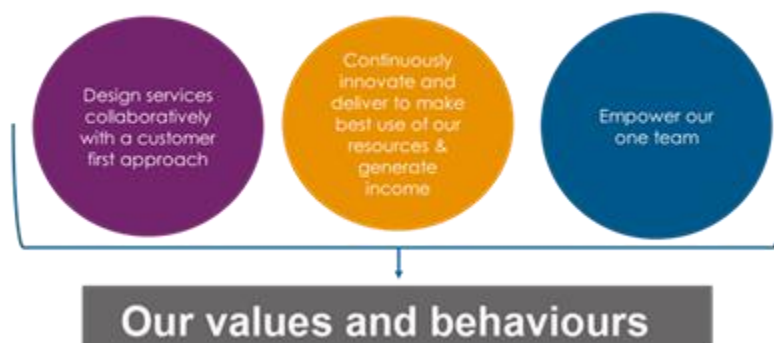 Design services
collaboratively
with a customer
first approach
Continuously
innovate and
deliver to make
best use of our
resources &
generate
income
Empower our
one team
Our values and behaviours